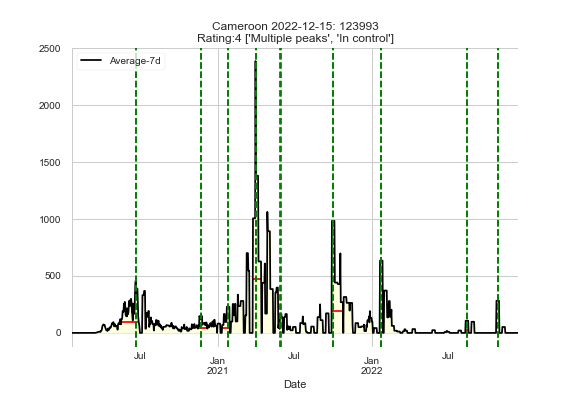 Cameroon 2022-12-15: 123993
Rating:4 ['Multiple peaks', 'In control']
2500
Average-7d
2000
1500
1000
500
0
Jul
Jan
2021
Jul
Jan
2022
Jul
Date